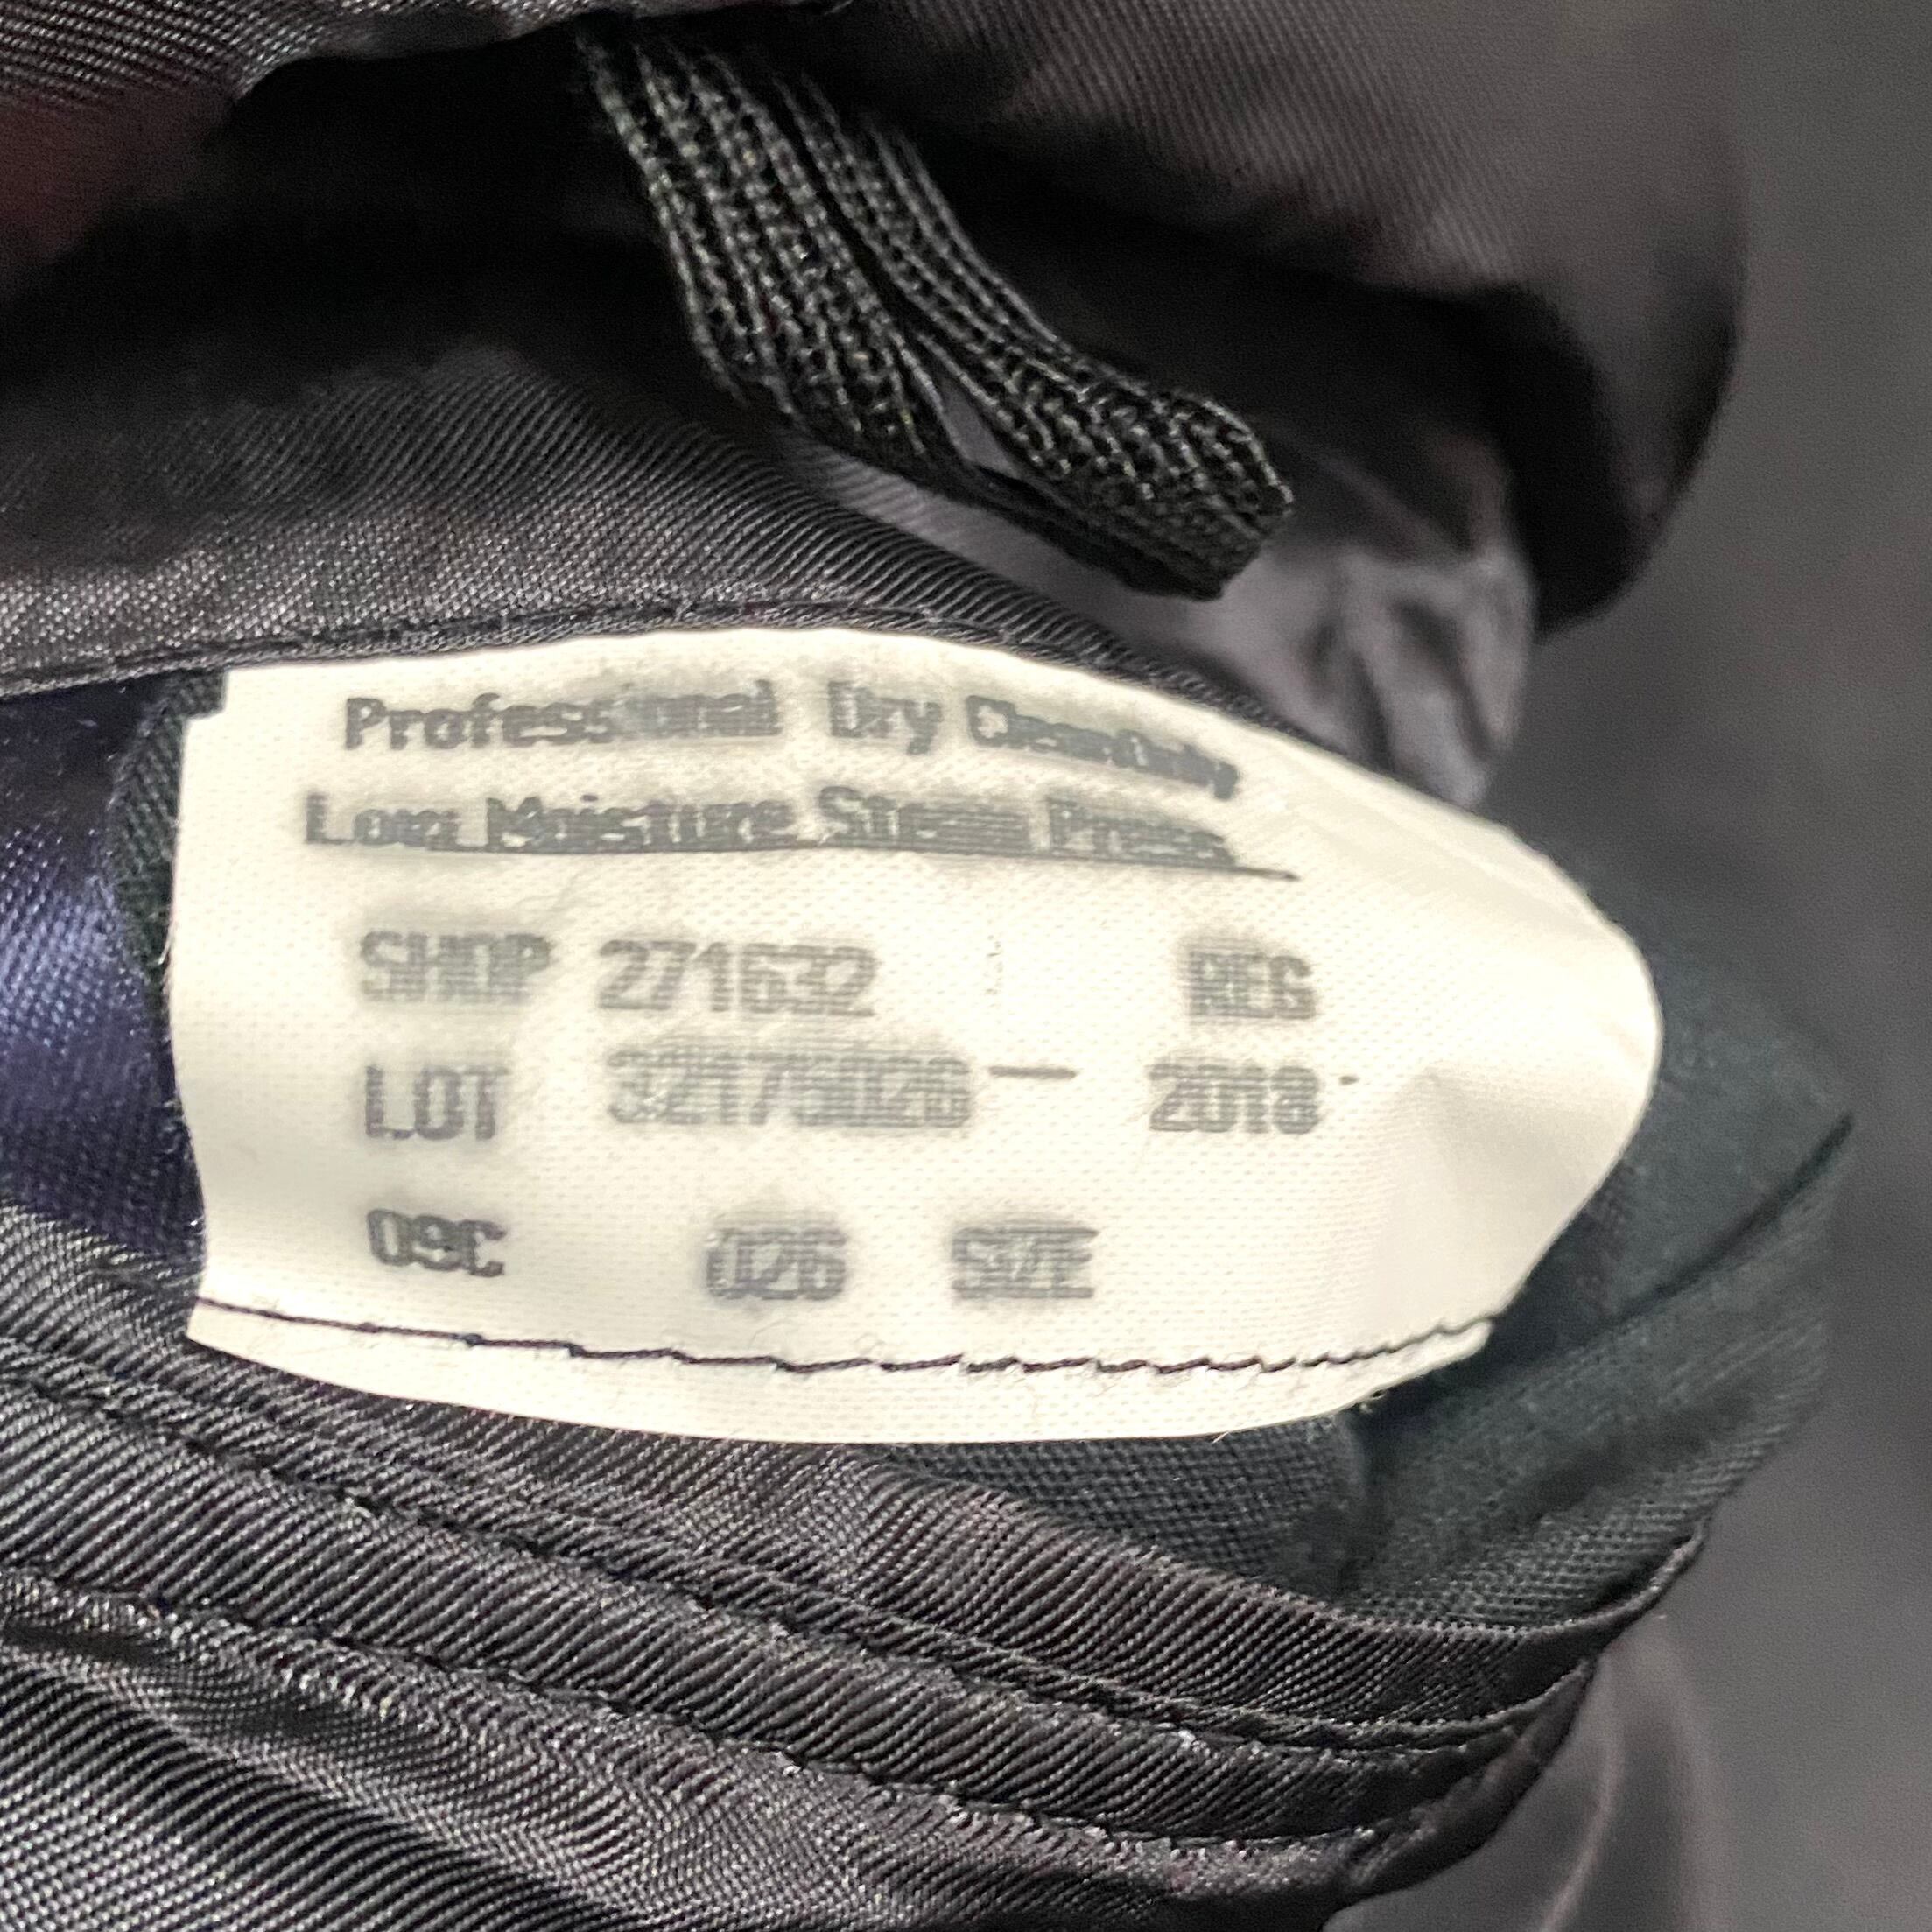 Professional Dry Clean Only
Low Moisture Steam Press
SHOP 271632 REG
LOT 32175026 — 2018
09C 026 SIZE